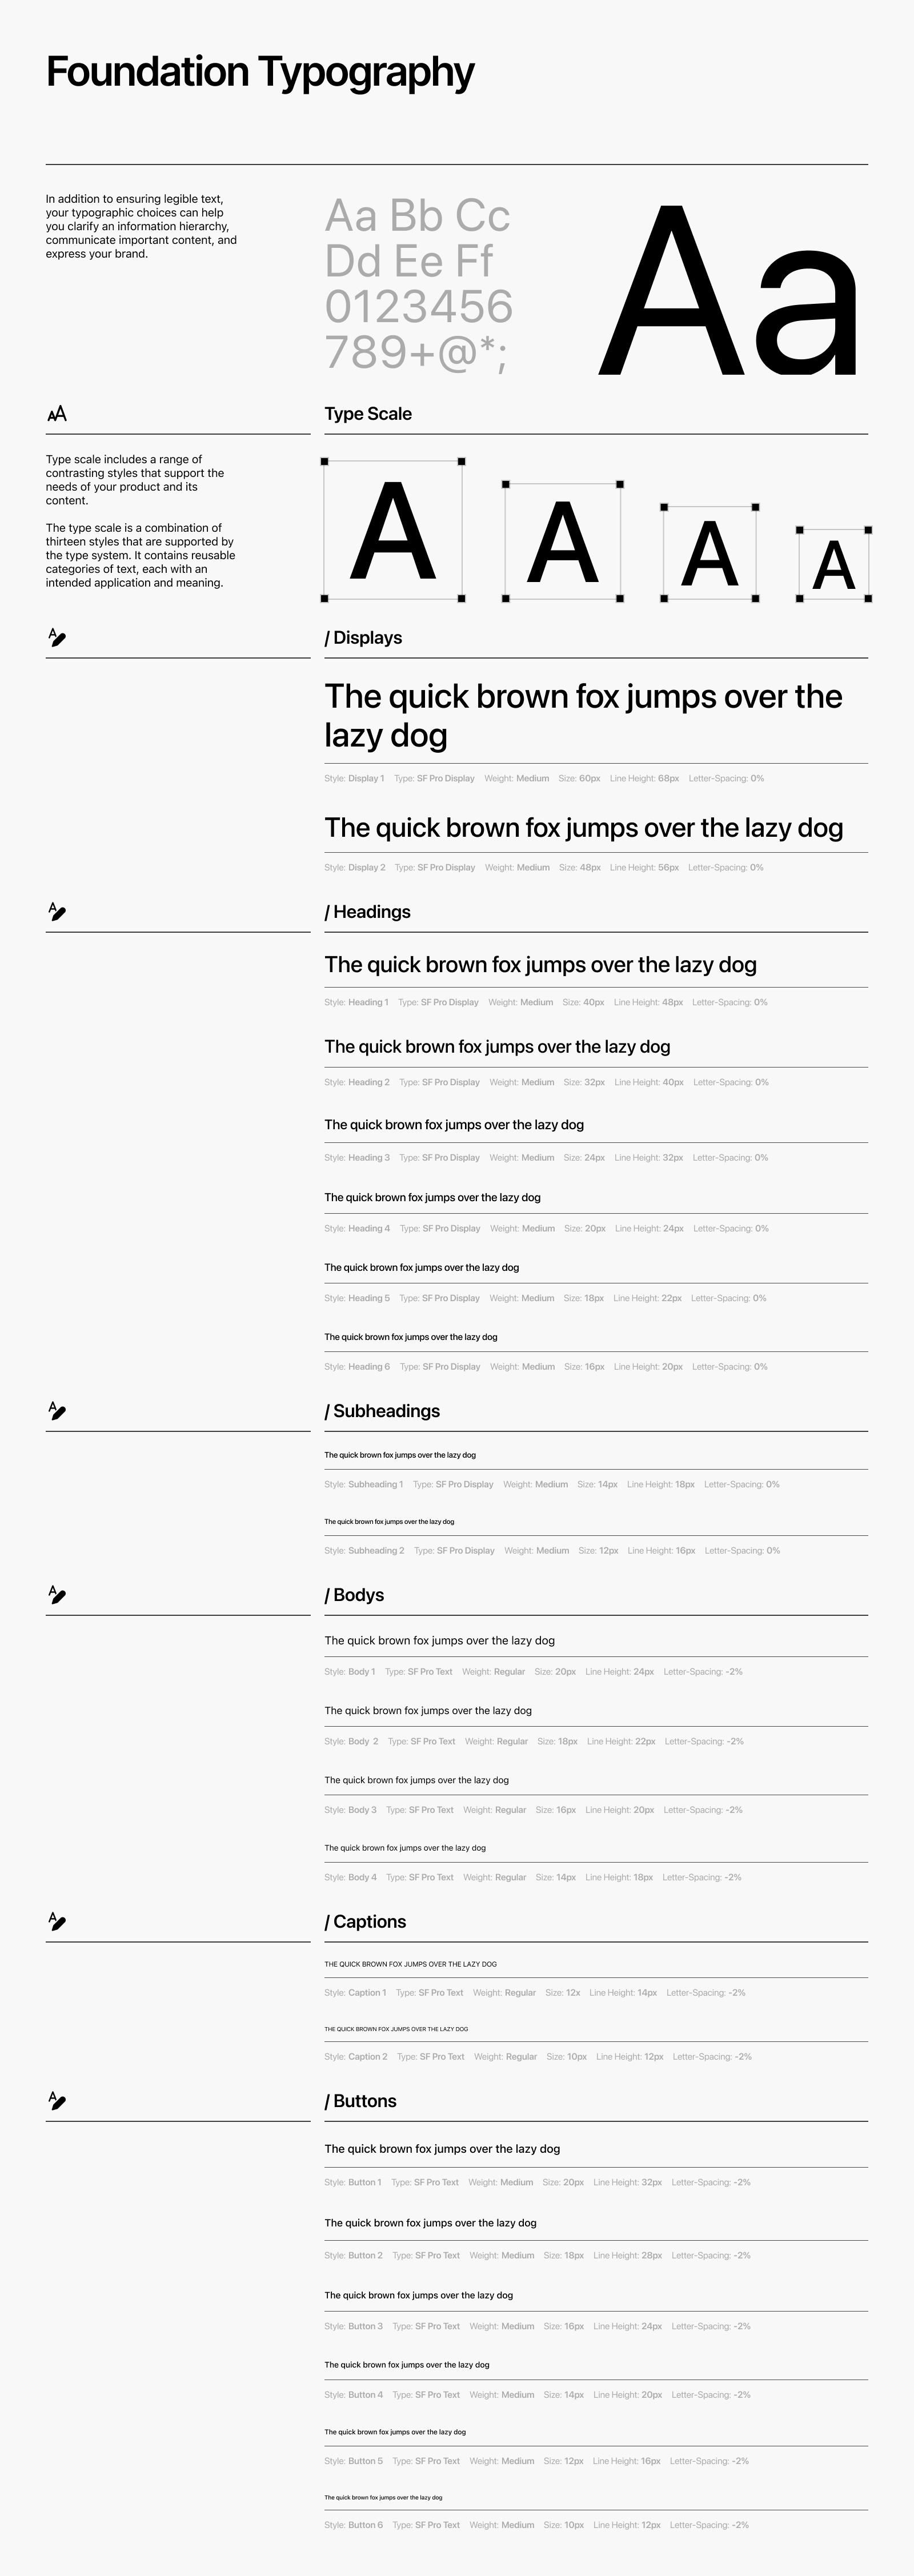 Foundation Typography
In addition to ensuring legible text,
your typographic choices can help
you clarify an information hierarchy,
communicate important content, and
express your brand.
Aa Bb Cc
Dd Ee Ff
0123456
789+@*;
Aa
AA
Type Scale
Type scale includes a range of
contrasting styles that support the
needs of your product and its
content.
The type scale is a combination of
thirteen styles that are supported by
the type system. It contains reusable
categories of text, each with an
intended application and meaning.
A A A A
A
/ Displays
The quick brown fox jumps over the
lazy dog
Style: Display 1 Type: SF Pro Display Weight: Medium Size: 60px Line Height: 68px Letter-Spacing: 0%
The quick brown fox jumps over the lazy dog
Style: Display 2 Type: SF Pro Display Weight: Medium Size: 48px Line Height: 56px Letter-Spacing: 0%
A
/ Headings
The quick brown fox jumps over the lazy dog
Style: Heading 1 Type: SF Pro Display Weight: Medium Size: 40px Line Height: 48px Letter-Spacing: 0%
The quick brown fox jumps over the lazy dog
Style: Heading 2 Type: SF Pro Display Weight: Medium Size: 32px Line Height: 40px Letter-Spacing: 0%
The quick brown fox jumps over the lazy dog
Style: Heading 3 Type: SF Pro Display Weight: Medium Size: 24px Line Height: 32px Letter-Spacing: 0%
The quick brown fox jumps over the lazy dog
Style: Heading 4 Type: SF Pro Display Weight: Medium Size: 20px Line Height: 24px Letter-Spacing: 0%
The quick brown fox jumps over the lazy dog
Style: Heading 5 Type: SF Pro Display Weight: Medium Size: 18px Line Height: 22px Letter-Spacing: 0%
The quick brown fox jumps over the lazy dog
Style: Heading 6 Type: SF Pro Display Weight: Medium Size: 16px Line Height: 20px Letter-Spacing: 0%
A
/ Subheadings
The quick brown fox jumps over the lazy dog
Style: Subheading 1 Type: SF Pro Display Weight: Medium Size: 14px Line Height: 18px Letter-Spacing: 0%
The quick brown fox jumps over the lazy dog
Style: Subheading 2 Type: SF Pro Display Weight: Medium Size: 12px Line Height: 16px Letter-Spacing: 0%
A
/ Bodys
The quick brown fox jumps over the lazy dog
Style: Body 1 Type: SF Pro Text Weight: Regular Size: 20px Line Height: 24px Letter-Spacing: -2%
The quick brown fox jumps over the lazy dog
Style: Body 2 Type: SF Pro Text Weight: Regular Size: 18px Line Height: 22px Letter-Spacing: -2%
The quick brown fox jumps over the lazy dog
Style: Body 3 Type: SF Pro Text Weight: Regular Size: 16px Line Height: 20px Letter-Spacing: -2%
The quick brown fox jumps over the lazy dog
Style: Body 4 Type: SF Pro Text Weight: Regular Size: 14px Line Height: 18px Letter-Spacing: -2%
A
/ Captions
THE QUICK BROWN FOX JUMPS OVER THE LAZY DOG
Style: Caption 1 Type: SF Pro Text Weight: Regular Size: 12x Line Height: 14px Letter-Spacing: -2%
THE QUICK BROWN FOX JUMPS OVER THE LAZY DOG
Style: Caption 2 Type: SF Pro Text Weight: Regular Size: 10px Line Height: 12px Letter-Spacing: -2%
A
/ Buttons
The quick brown fox jumps over the lazy dog
Style: Button 1 Type: SF Pro Text Weight: Medium Size: 20px Line Height: 32px Letter-Spacing: -2%
The quick brown fox jumps over the lazy dog
Style: Button 2 Type: SF Pro Text Weight: Medium Size: 18px Line Height: 28px Letter-Spacing: -2%
The quick brown fox jumps over the lazy dog
Style: Button 3 Type: SF Pro Text Weight: Medium Size: 16px Line Height: 24px Letter-Spacing: -2%
The quick brown fox jumps over the lazy dog
Style: Button 4 Type: SF Pro Text Weight: Medium Size: 14px Line Height: 20px Letter-Spacing: -2%
The quick brown fox jumps over the lazy dog
Style: Button 5 Type: SF Pro Text Weight: Medium Size: 12px Line Height: 16px Letter-Spacing: -2%
The quick brown fox jumps over the lazy dog
Style: Button 6 Type: SF Pro Text Weight: Medium Size: 10px Line Height: 12px Letter-Spacing: -2%